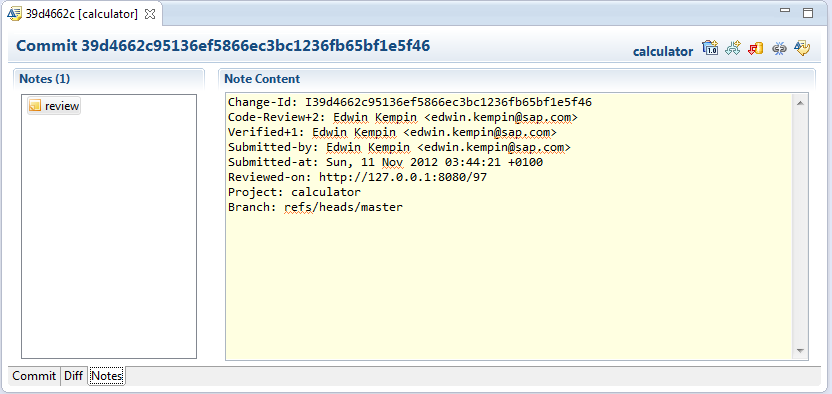 39d4662c [calculator]
Commit 39d4662c95136ef5866ec3bc1236fb65bf1e5f46
calculator
1.0
Notes (1)
review
Note Content
Change-Id: I39d4662c95136ef5866ec3bc1236fb65bf1e5f46
Code-Review+2: Edwin Kempin <edwin.kempin@sap.com>
Verified+1: Edwin Kempin <edwin.kempin@sap.com>
Submitted-by: Edwin Kempin <edwin.kempin@sap.com>
Submitted-at: Sun, 11 Nov 2012 03:44:21 +0100
Reviewed-on: http://127.0.0.1:8080/97
Project: calculator
Branch: refs/heads/master
Commit Diff Notes